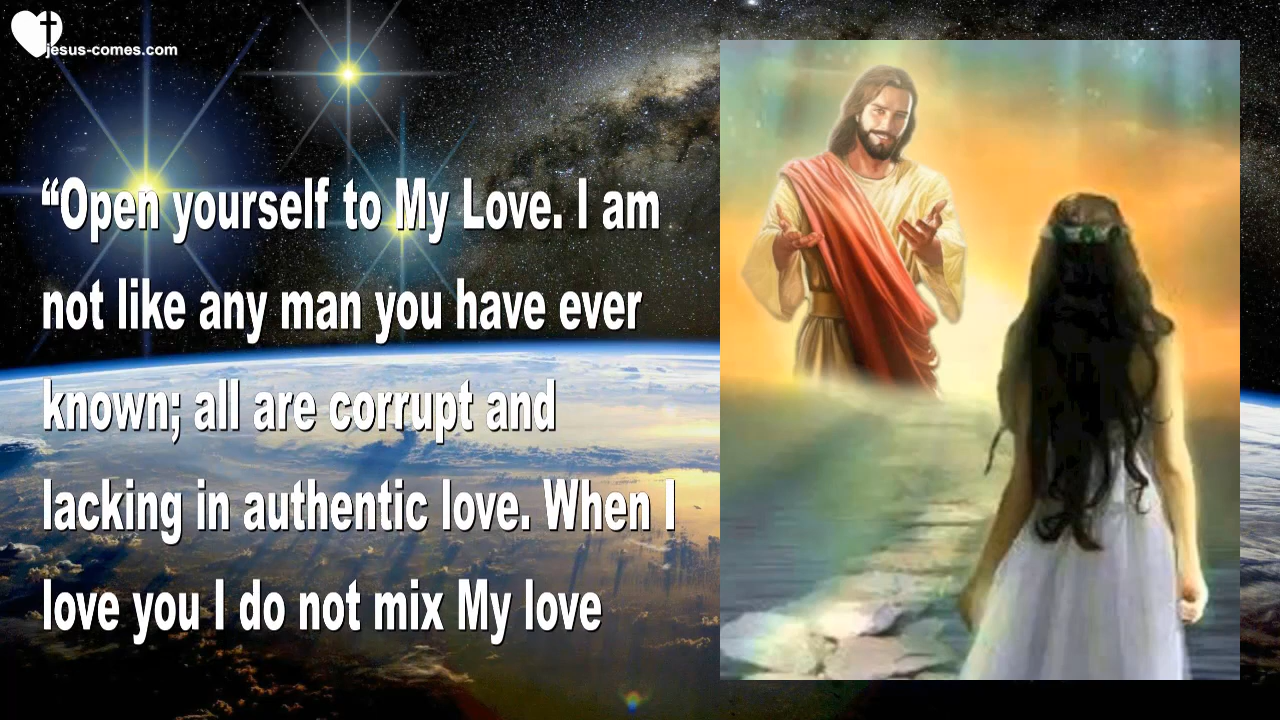 jesus-comes.com
“Open yourself to My Love. I am
not like any man you have ever
known; all are corrupt and
lacking in authentic love. When I
love you I do not mix My love